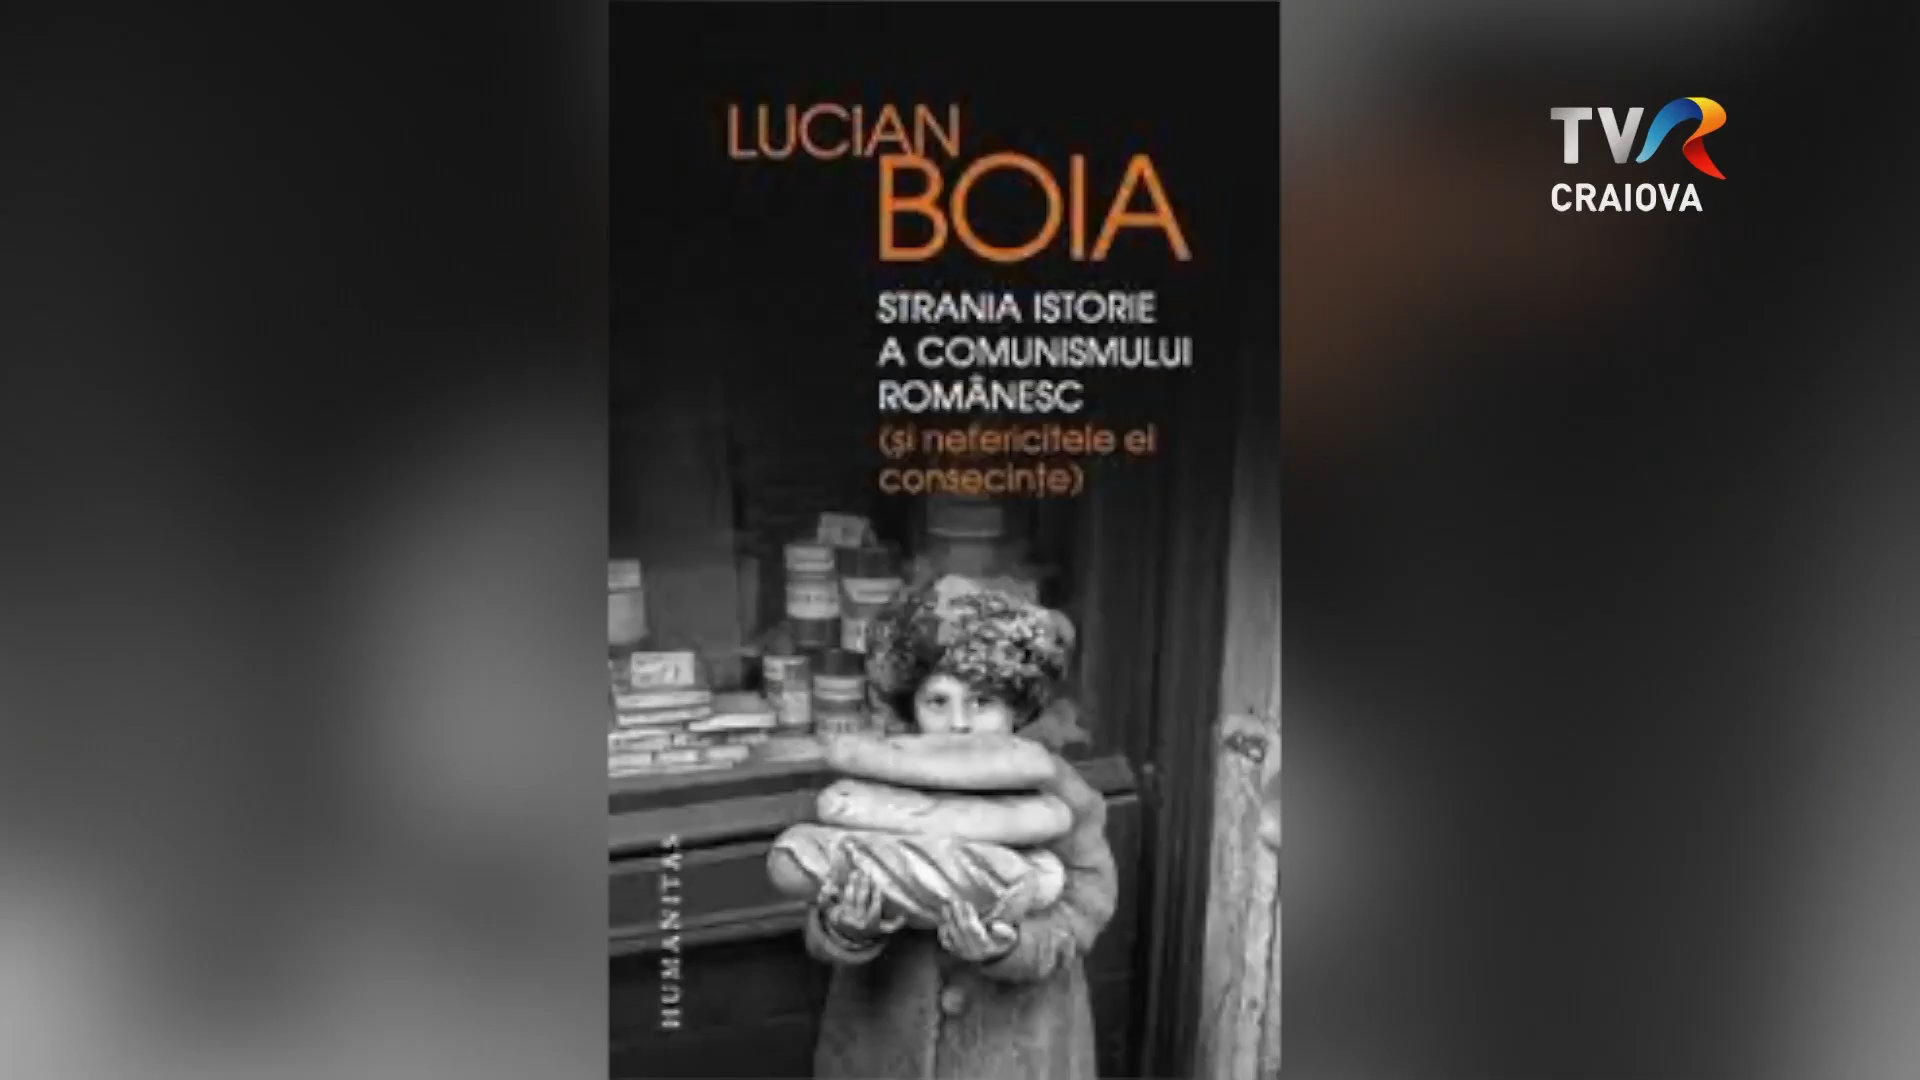 LUCIAN
BOIA
STRANIA ISTORIE
A COMUNISMULUI
ROMÂNESC
(și nefericitele ei
consecințe)
HUMANITAS
TVR
CRAIOVA